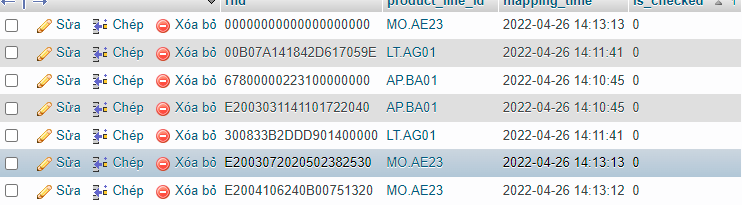 rfid product_line_id mapping_time is_checked 1
Sửa Chép Xóa bỏ 00000000000000000000 MO.AE23 2022-04-26 14:13:13 0
Sửa Chép Xóa bỏ 00B07A141842D617059E LT.AG01 2022-04-26 14:11:41 0
Sửa Chép Xóa bỏ 67800000223100000000 AP.BA01 2022-04-26 14:10:45 0
Sửa Chép Xóa bỏ E2003031141101722040 AP.BA01 2022-04-26 14:10:45 0
Sửa Chép Xóa bỏ 300833B2DDD901400000 LT.AG01 2022-04-26 14:11:41 0
Sửa Chép Xóa bỏ E2003072020502382530 MO.AE23 2022-04-26 14:13:13 0
Sửa Chép Xóa bỏ E2004106240B00751320 MO.AE23 2022-04-26 14:13:12 0